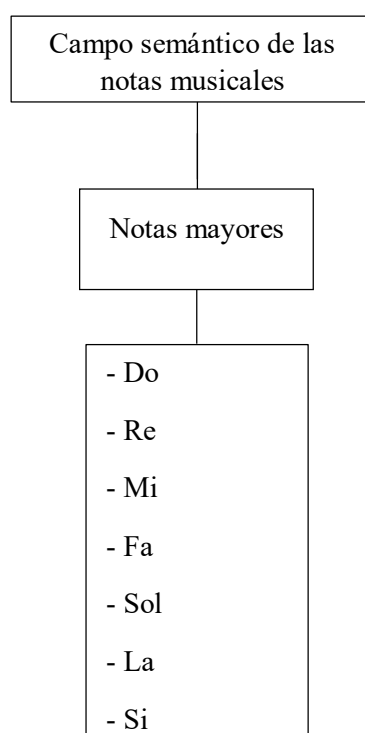 Campo semántico de las
notas musicales
Notas mayores
- Do
- Re
- Mi
- Fa
- Sol
- La
- Si